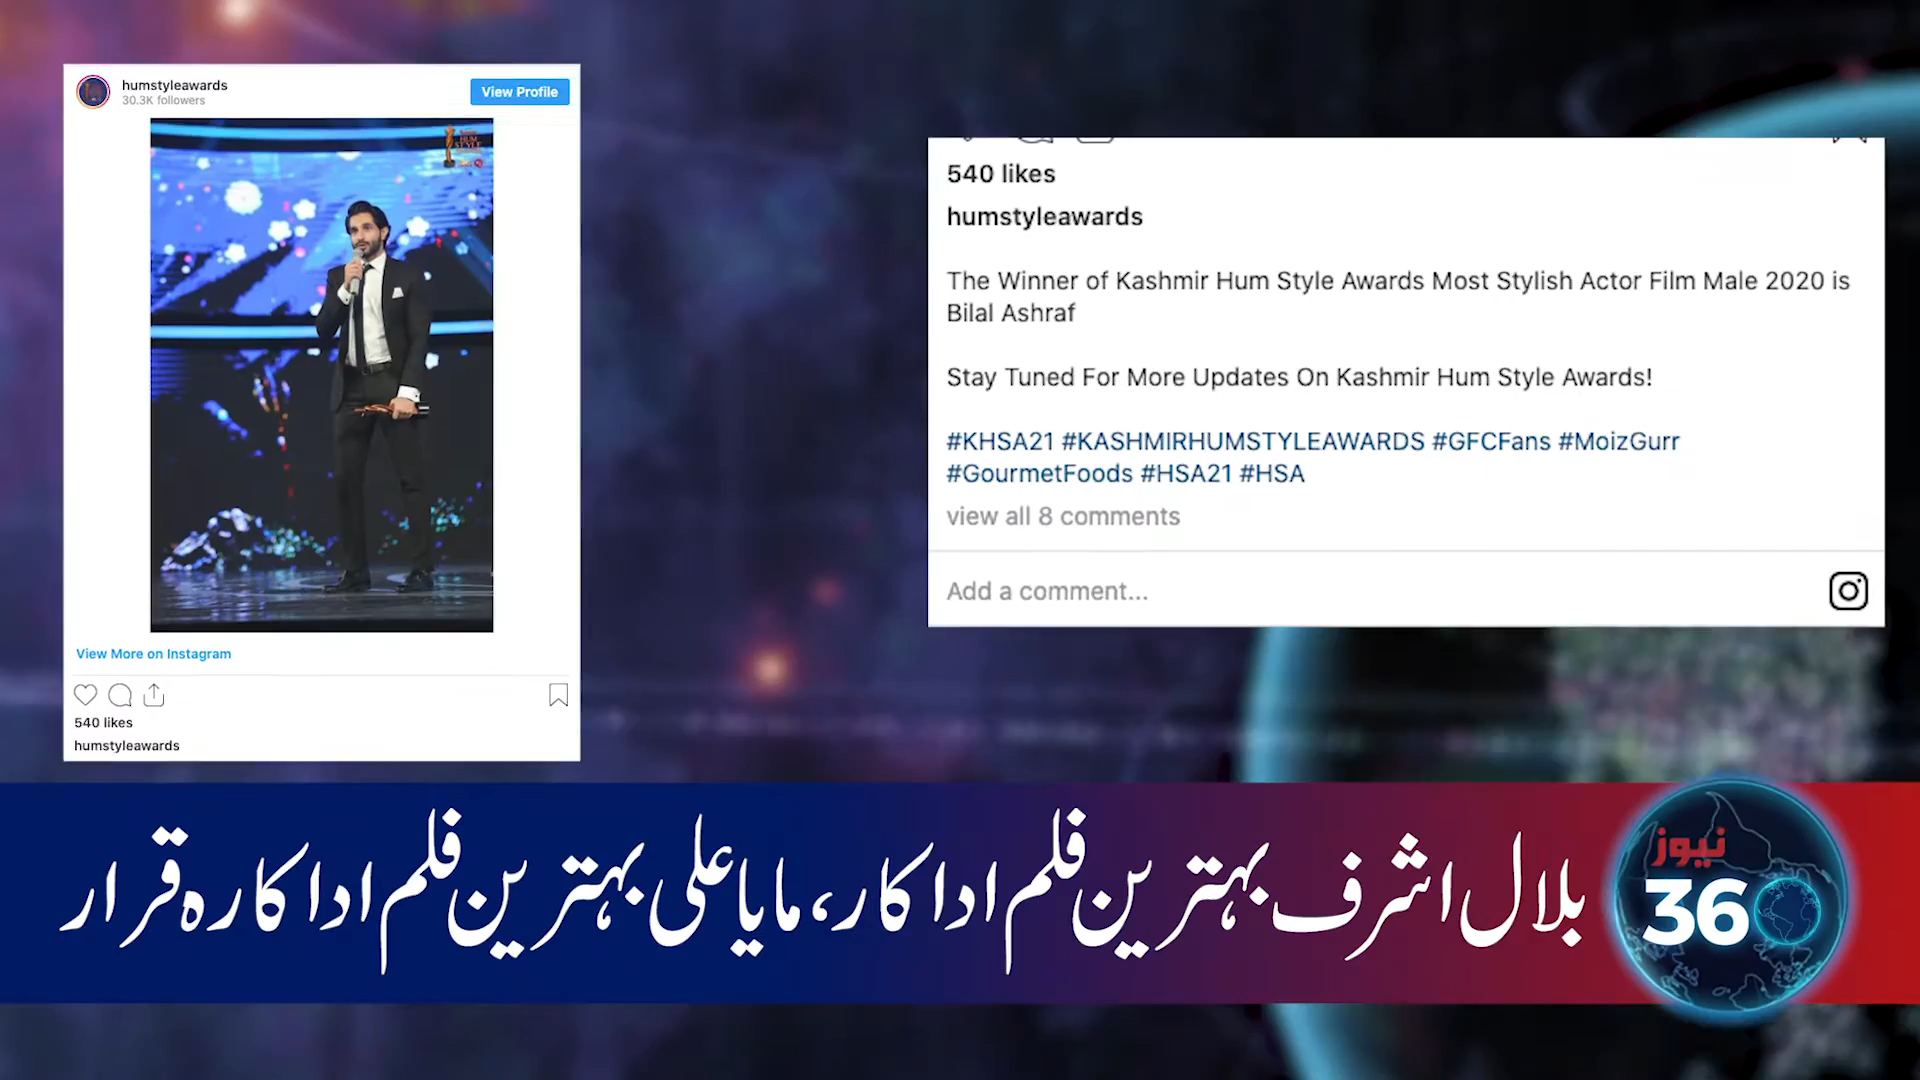 humstyleawards
30.3K followers
View Profile
HUM
STYLE
View More on Instagram
540 likes
humstyleawards
540 likes
humstyleawards
The Winner of Kashmir Hum Style Awards Most Stylish Actor Film Male 2020 is
Bilal Ashraf
Stay Tuned For More Updates On Kashmir Hum Style Awards!
#KHSA21 #KASHMIRHUMSTYLEAWARDS #GFCFans #MoizGurr
#GourmetFoods #HSA21 #HSA
view all 8 comments
Add a comment...
بلال اشرف بہترین فلم اداکار، مایا علی بہترین فلم اداکارہ قرار
نیوز
360